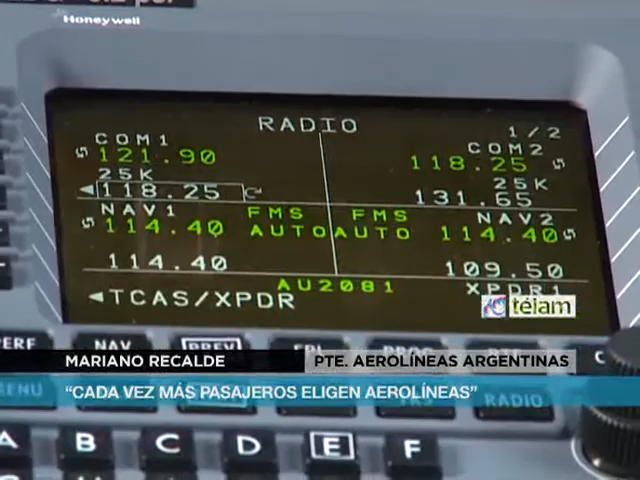 Honeywell
RADIO
1/2
COM1
COM2
121.90
118.25
25K
25K
118.25
131.65
NAV1
FMS
FMS
NAV2
114.40
AUTO
AUTO
114.40
114.40
109.50
AU2081
TCAS/XPDR
XPDR1
télam
PERF
NAV
PREV
MARIANO RECALDE
PTE. AEROLÍNEAS ARGENTINAS
MENU
"CADA VEZ MÁS PASAJEROS ELIGEN AEROLÍNEAS"
RADIO
A B C D E F